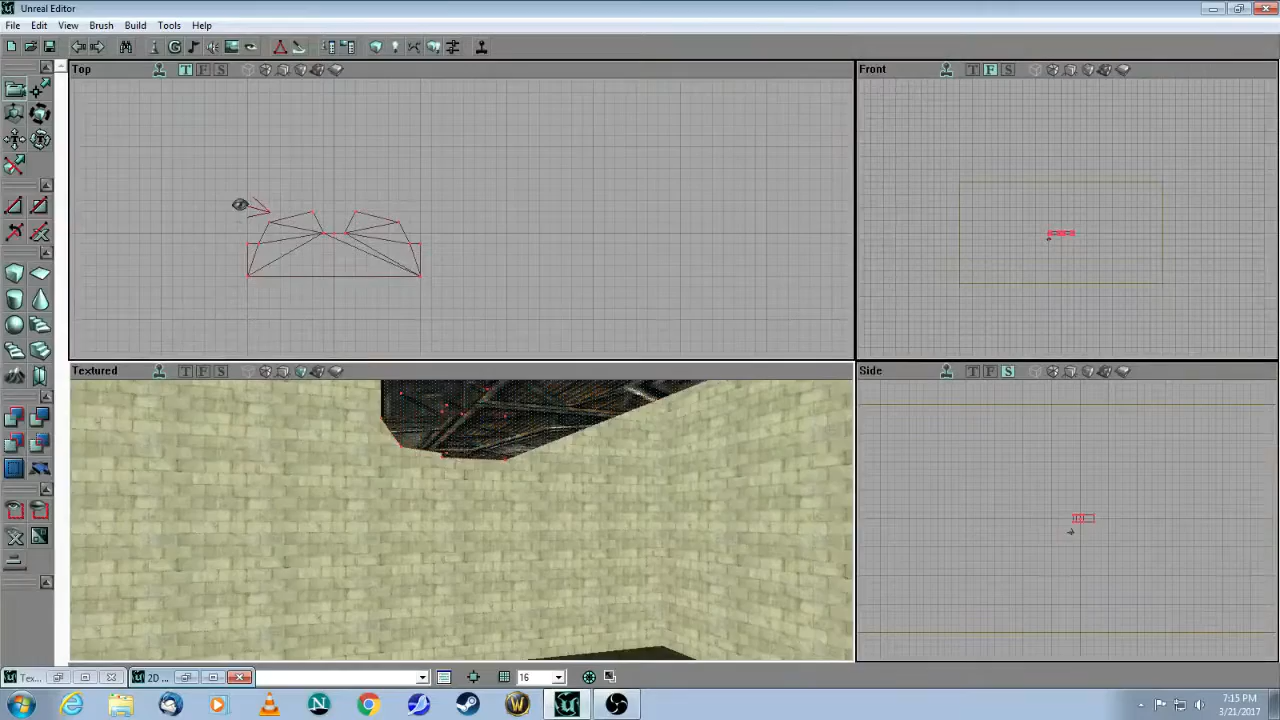 Unreal Editor
File Edit View Brush Build Tools Help
Top T F S
Front T F S
Textured T F S
Side T F S
Tex... 2D 16
7:15 PM
3/21/2017